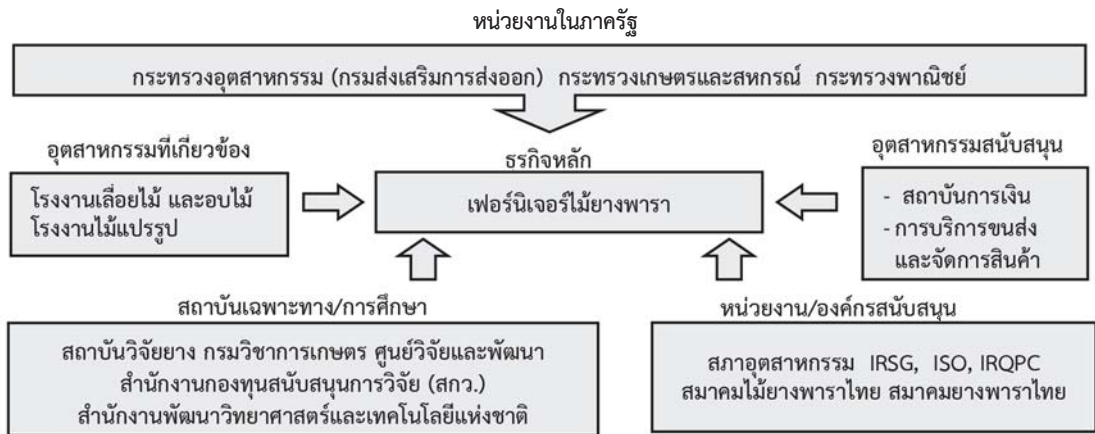 หน่วยงานในภาครัฐ
กระทรวงอุตสาหกรรม (กรมส่งเสริมการส่งออก) กระทรวงเกษตรและสหกรณ์ กระทรวงพาณิชย์
อุตสาหกรรมที่เกี่ยวข้อง
โรงงานเลื่อยไม้ และอบไม้
โรงงานไม้แปรรูป
ธุรกิจหลัก
เฟอร์นิเจอร์ไม้ยางพารา
อุตสาหกรรมสนับสนุน
- สถาบันการเงิน
- การบริการขนส่ง
และจัดการสินค้า
สถาบันเฉพาะทาง/การศึกษา
สถาบันวิจัยยาง กรมวิชาการเกษตร ศูนย์วิจัยและพัฒนา
สำนักงานกองทุนสนับสนุนการวิจัย (สกว.)
สำนักงานพัฒนาวิทยาศาสตร์และเทคโนโลยีแห่งชาติ
หน่วยงาน/องค์กรสนับสนุน
สภาอุตสาหกรรม IRSG, ISO, IRQPC
สมาคมไม้ยางพาราไทย สมาคมยางพาราไทย